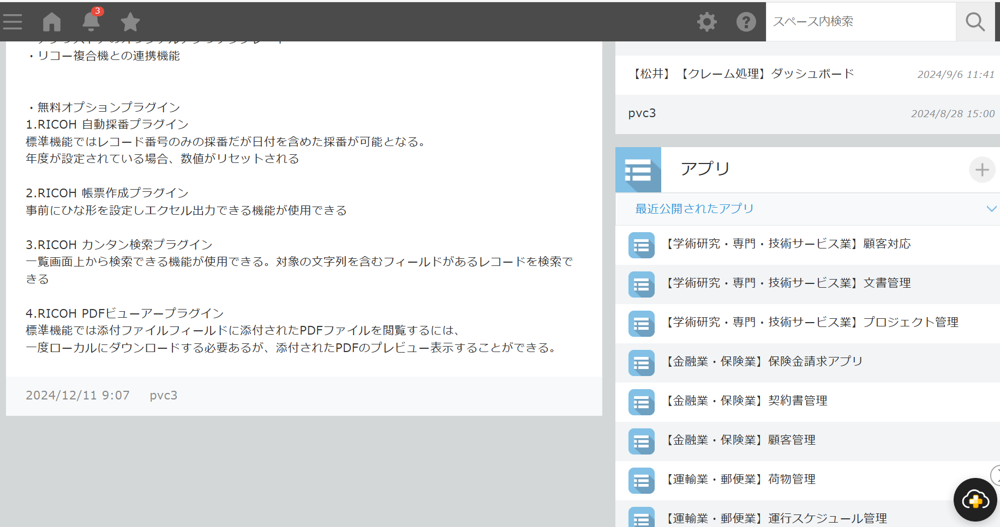 3
スペース内検索
・リコー複合機との連携機能
・無料オプションプラグイン
1.RICOH 自動採番プラグイン
標準機能ではレコード番号のみの採番だが日付を含めた採番が可能となる。
年度が設定されている場合、数値がリセットされる
2.RICOH 帳票作成プラグイン
事前にひな形を設定しエクセル出力できる機能が使用できる
3.RICOH カンタン検索プラグイン
一覧画面上から検索できる機能が使用できる。対象の文字列を含むフィールドがあるレコードを検索で
きる
4.RICOH PDFビューアープラグイン
標準機能では添付ファイルフィールドに添付されたPDFファイルを閲覧するには、
一度ローカルにダウンロードする必要あるが、添付されたPDFのプレビュー表示することができる。
2024/12/11 9:07 pvc3
【松井】【クレーム処理】ダッシュボード 2024/9/6 11:41
pvc3 2024/8/28 15:00
アプリ
最近公開されたアプリ
【学術研究・専門・技術サービス業】顧客対応
【学術研究・専門・技術サービス業】文書管理
【学術研究・専門・技術サービス業】プロジェクト管理
【金融業・保険業】保険金請求アプリ
【金融業・保険業】契約書管理
【金融業・保険業】顧客管理
【運輸業・郵便業】荷物管理
【運輸業・郵便業】運行スケジュール管理